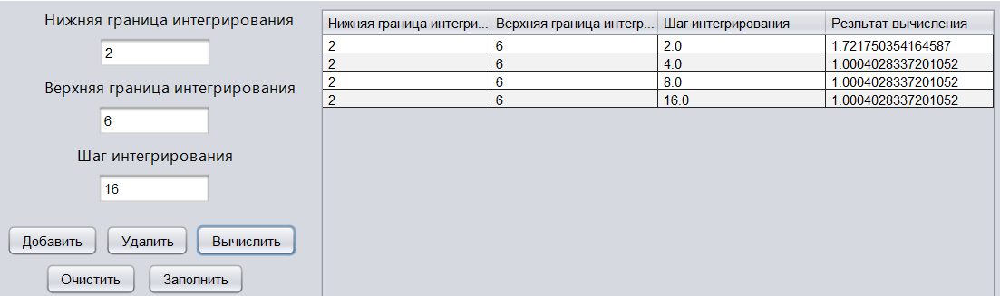 Нижняя граница интегрирования
2
Верхняя граница интегрирования
6
Шаг интегрирования
16
Добавить Удалить Вычислить
Очистить Заполнить
Нижняя граница интегри... Верхняя граница интегр... Шаг интегрирования Резльтат вычисления
2 6 2.0 1.721750354164587
2 6 4.0 1.0004028337201052
2 6 8.0 1.0004028337201052
2 6 16.0 1.0004028337201052